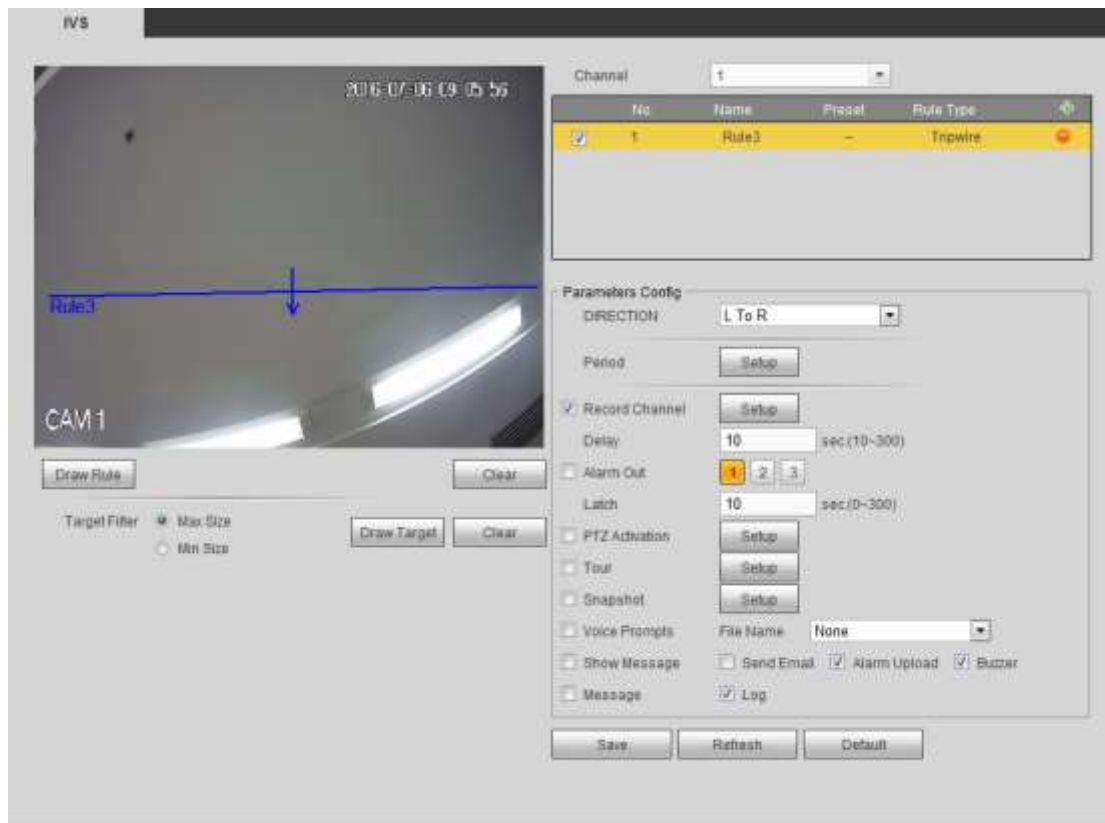 IVS
2016-07-06 09:05:56
Rule3
CAM 1
Draw Rule
Clear
Target Filter
Max Size
Min Size
Draw Target
Clear
Channel
1
No.
Name
Preset
Rule Type
1
Rule3
--
Tripwire
Parameters Config
DIRECTION
L To R
Period
Setup
Record Channel
Setup
Delay
10
sec.(10~300)
Alarm Out
1
2
3
Latch
10
sec.(0~300)
PTZ Activation
Setup
Tour
Setup
Snapshot
Setup
Voice Prompts
File Name
None
Show Message
Send Email
Alarm Upload
Buzzer
Message
Log
Save
Refresh
Default